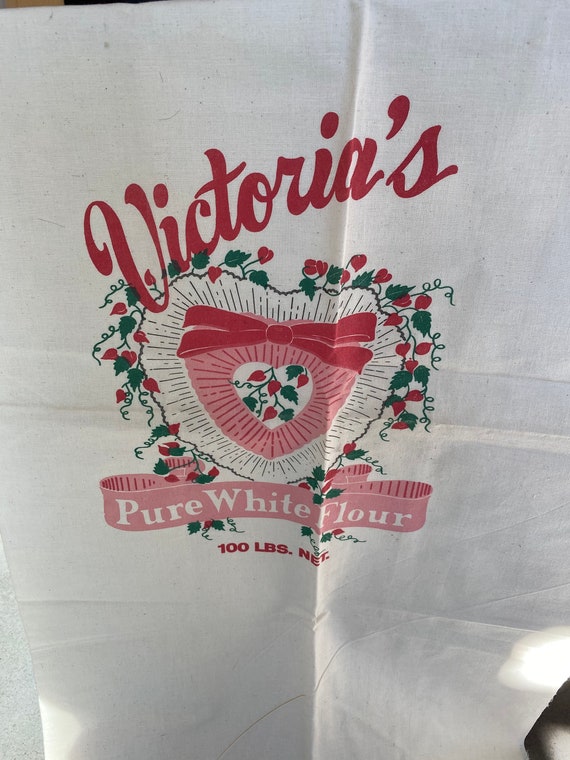 Victoria's
Pure White Flour
100 LBS. NET.